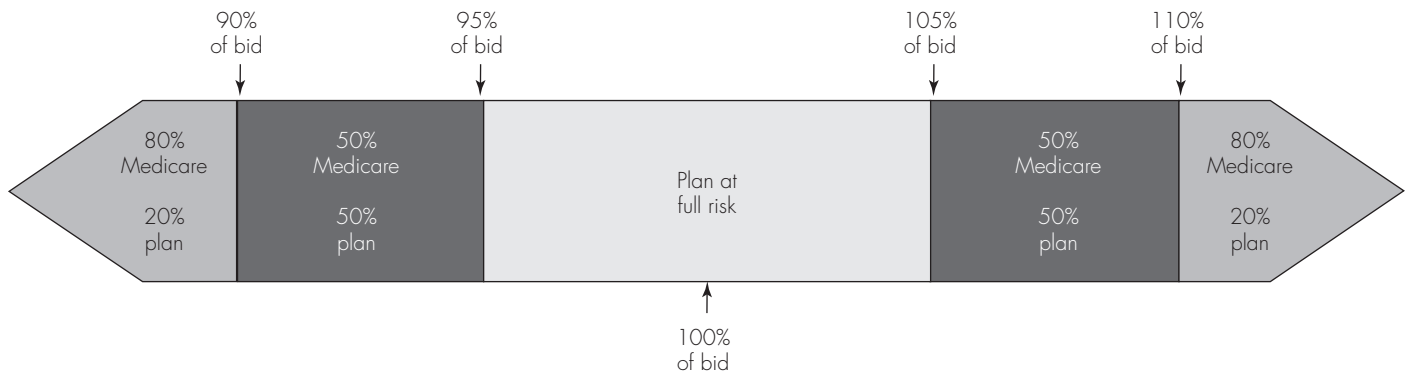 90%
of bid
95%
of bid
105%
of bid
110%
of bid
80%
Medicare
20%
plan
50%
Medicare
50%
plan
Plan at
full risk
50%
Medicare
50%
plan
80%
Medicare
20%
plan
100%
of bid